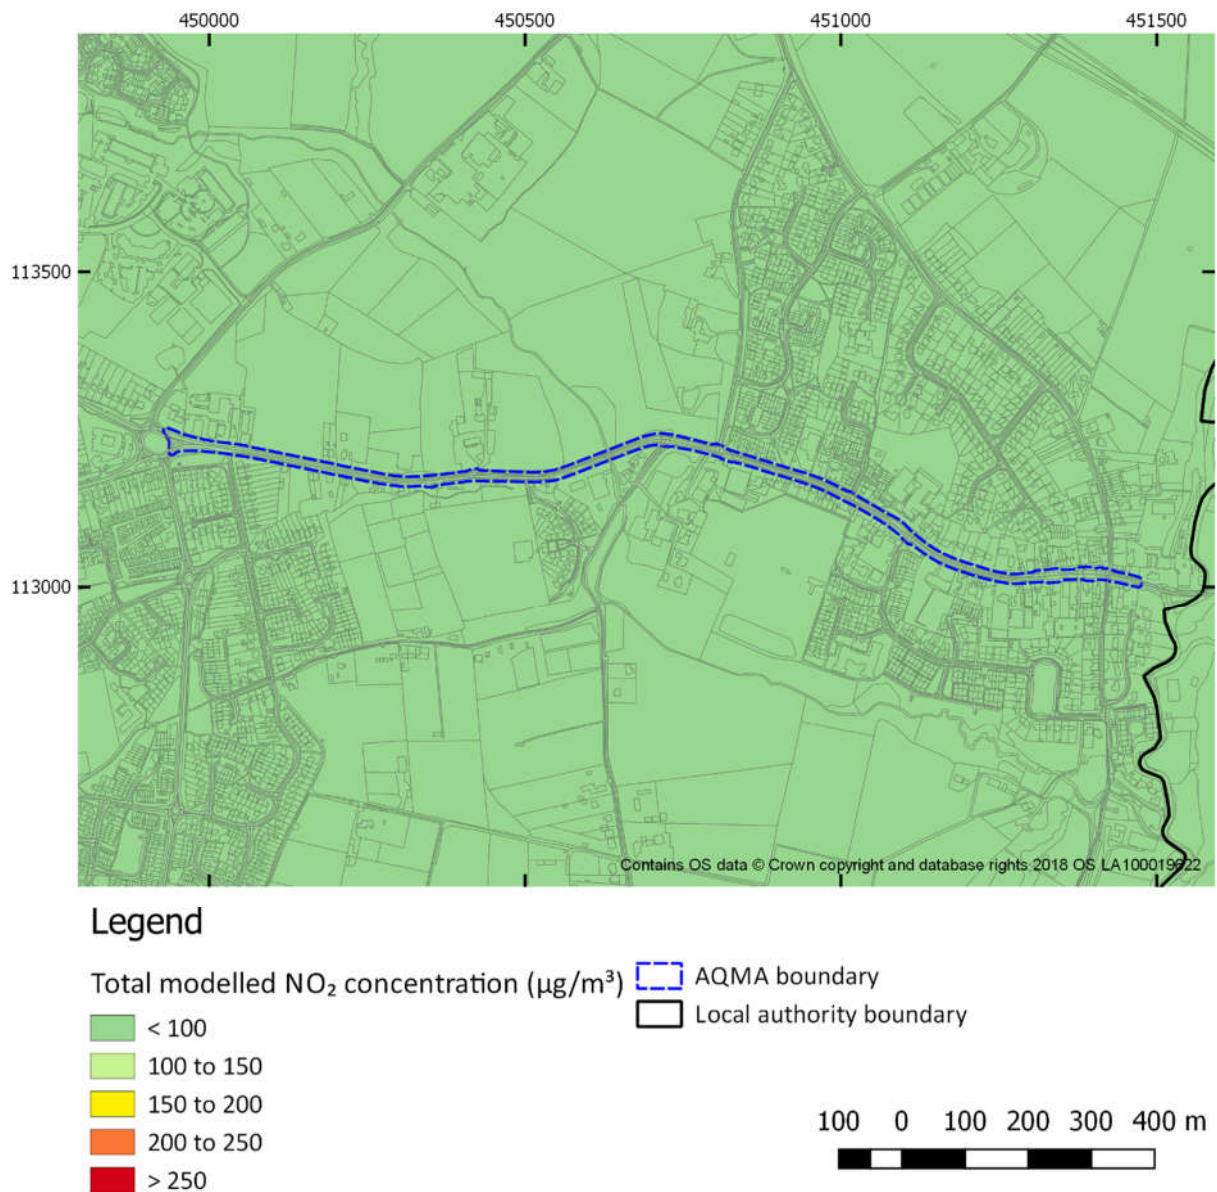 450000 450500 451000 451500
113500
113000
Contains OS data © Crown copyright and database rights 2018 OS LA100019622
Legend
Total modelled NO₂ concentration (µg/m³)
< 100
100 to 150
150 to 200
200 to 250
> 250
AQMA boundary
Local authority boundary
100 0 100 200 300 400 m